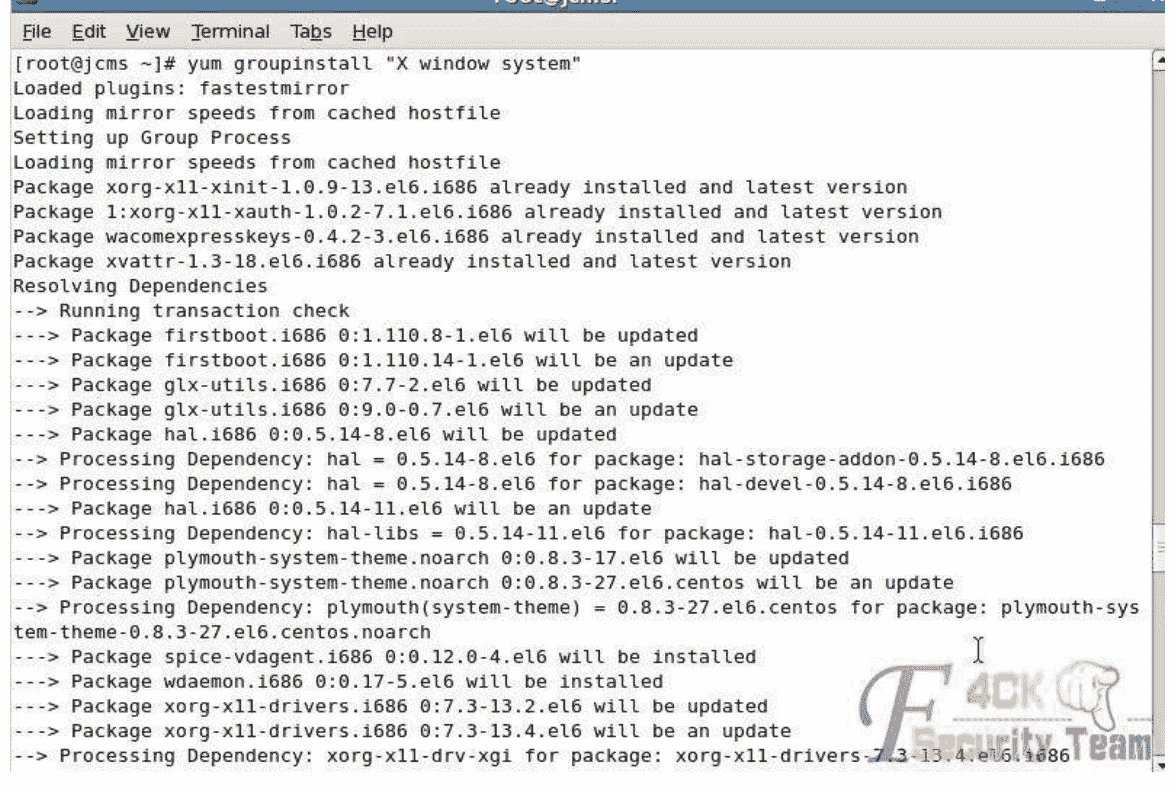 File Edit View Terminal Tabs Help
[root@jcms ~]# yum groupinstall "X window system"
Loaded plugins: fastestmirror
Loading mirror speeds from cached hostfile
Setting up Group Process
Loading mirror speeds from cached hostfile
Package xorg-x11-xinit-1.0.9-13.el6.i686 already installed and latest version
Package 1:xorg-x11-xauth-1.0.2-7.1.el6.i686 already installed and latest version
Package wacomexpresskeys-0.4.2-3.el6.i686 already installed and latest version
Package xvattr-1.3-18.el6.i686 already installed and latest version
Resolving Dependencies
--> Running transaction check
---> Package firstboot.i686 0:1.110.8-1.el6 will be updated
---> Package firstboot.i686 0:1.110.14-1.el6 will be an update
---> Package glx-utils.i686 0:7.7-2.el6 will be updated
---> Package glx-utils.i686 0:9.0-0.7.el6 will be an update
---> Package hal.i686 0:0.5.14-8.el6 will be updated
--> Processing Dependency: hal = 0.5.14-8.el6 for package: hal-storage-addon-0.5.14-8.el6.i686
--> Processing Dependency: hal = 0.5.14-8.el6 for package: hal-devel-0.5.14-8.el6.i686
---> Package hal.i686 0:0.5.14-11.el6 will be an update
--> Processing Dependency: hal-libs = 0.5.14-11.el6 for package: hal-0.5.14-11.el6.i686
---> Package plymouth-system-theme.noarch 0:0.8.3-17.el6 will be updated
---> Package plymouth-system-theme.noarch 0:0.8.3-27.el6.centos will be an update
--> Processing Dependency: plymouth(system-theme) = 0.8.3-27.el6.centos for package: plymouth-sys
tem-theme-0.8.3-27.el6.centos.noarch
---> Package spice-vdagent.i686 0:0.12.0-4.el6 will be installed
---> Package wdaemon.i686 0:0.17-5.el6 will be installed
---> Package xorg-x11-drivers.i686 0:7.3-13.2.el6 will be updated
---> Package xorg-x11-drivers.i686 0:7.3-13.4.el6 will be an update
--> Processing Dependency: xorg-x11-drv-xgi for package: xorg-x11-drivers-7.3-13.4.el6.i686
F4CK
Security Team